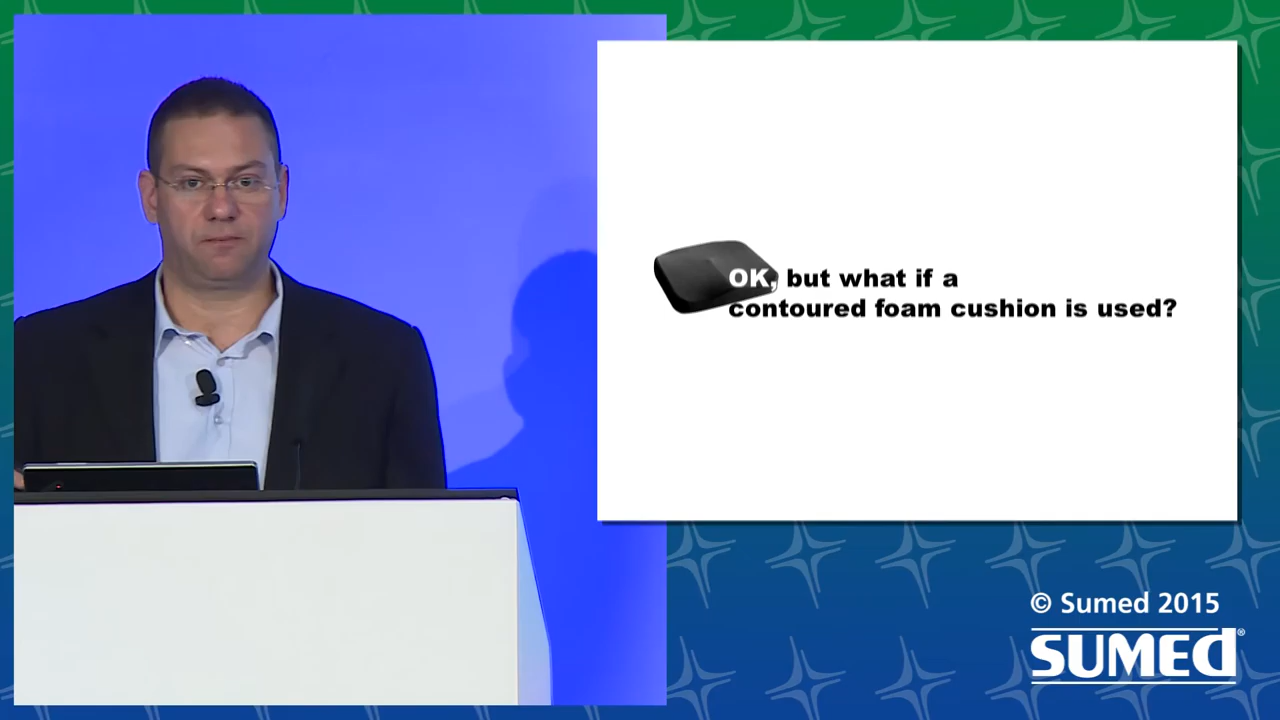 OK, but what if a
contoured foam cushion is used?
© Sumed 2015
SUMED®